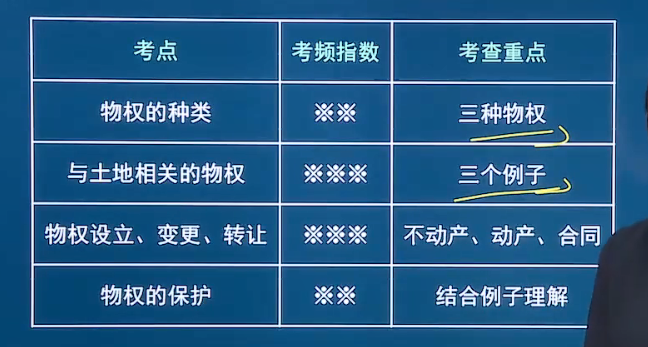 考点 考频指数 考查重点
物权的种类 ※※ 三种物权
与土地相关的物权 ※※※ 三个例子
物权设立、变更、转让 ※※※ 不动产、动产、合同
物权的保护 ※※ 结合例子理解